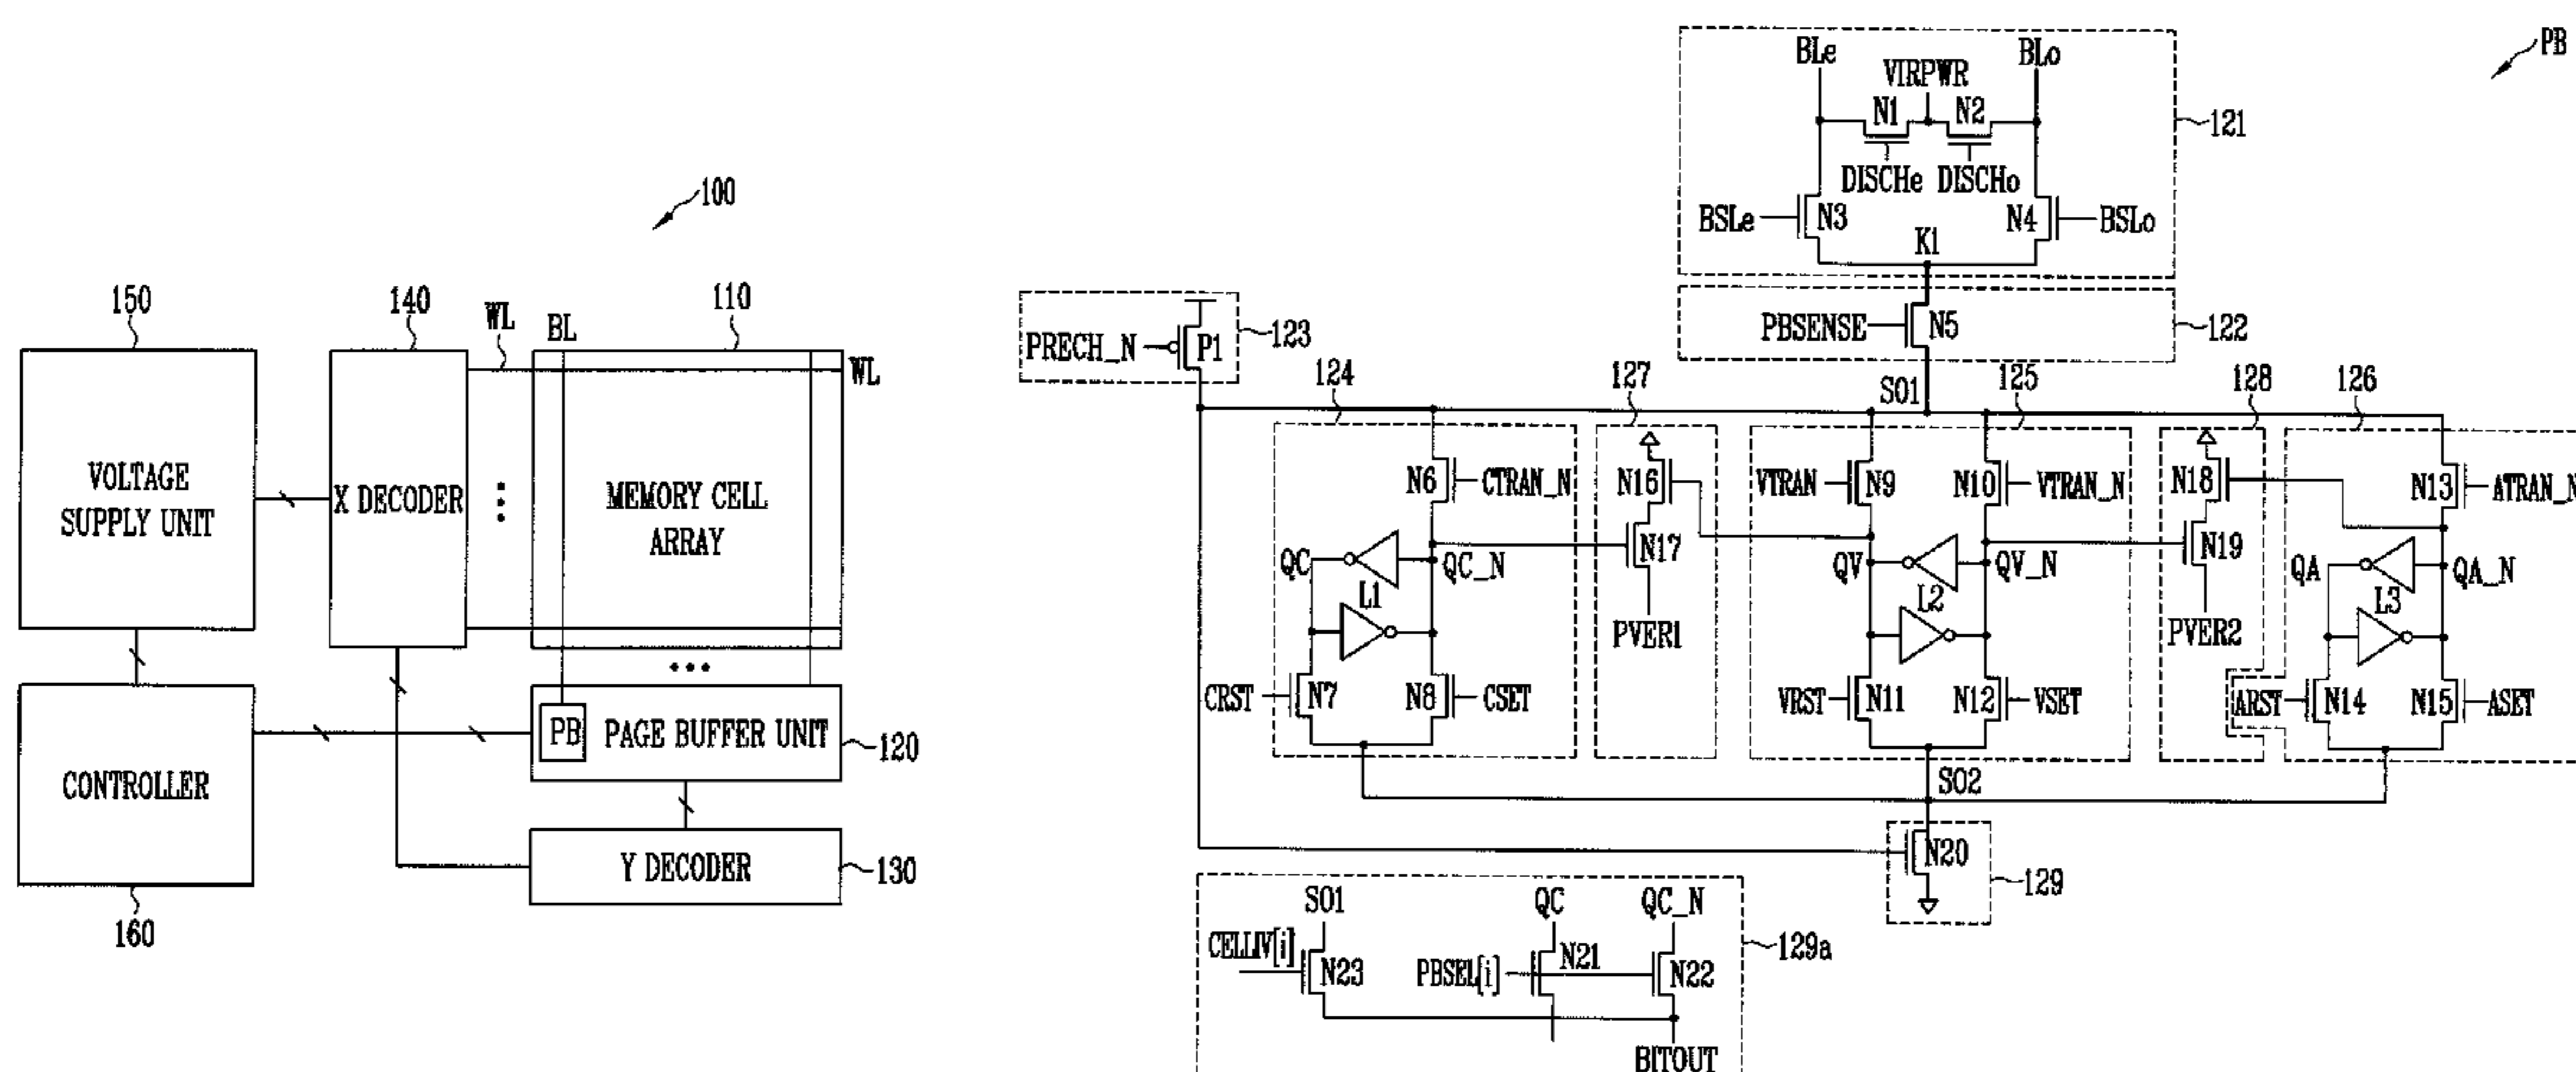 100
150
140
WL
BL
110
WL
VOLTAGE
SUPPLY UNIT
X DECODER
MEMORY CELL
ARRAY
CONTROLLER
PB
PAGE BUFFER UNIT
120
Y DECODER
130
160
PB
BLe
VIRPWR
BLo
N1
N2
121
DISCHe
DISCHo
BSLe
N3
N4
BSLo
K1
PRECH_N
P1
123
PBSENSE
N5
122
124
127
SO1
125
128
126
N6
CTRAN_N
N16
VTRAN
N9
N10
VTRAN_N
N18
N13
ATRAN_N
N17
N19
QC
QC_N
QV
QV_N
QA
QA_N
L1
L2
L3
PVER1
PVER2
CRST
N7
N8
CSET
VRST
N11
N12
VSET
ARST
N14
N15
ASET
SO2
N20
129
SO1
QC
QC_N
CELLIV[i]
N23
PBSEL[i]
N21
N22
129a
BITOUT